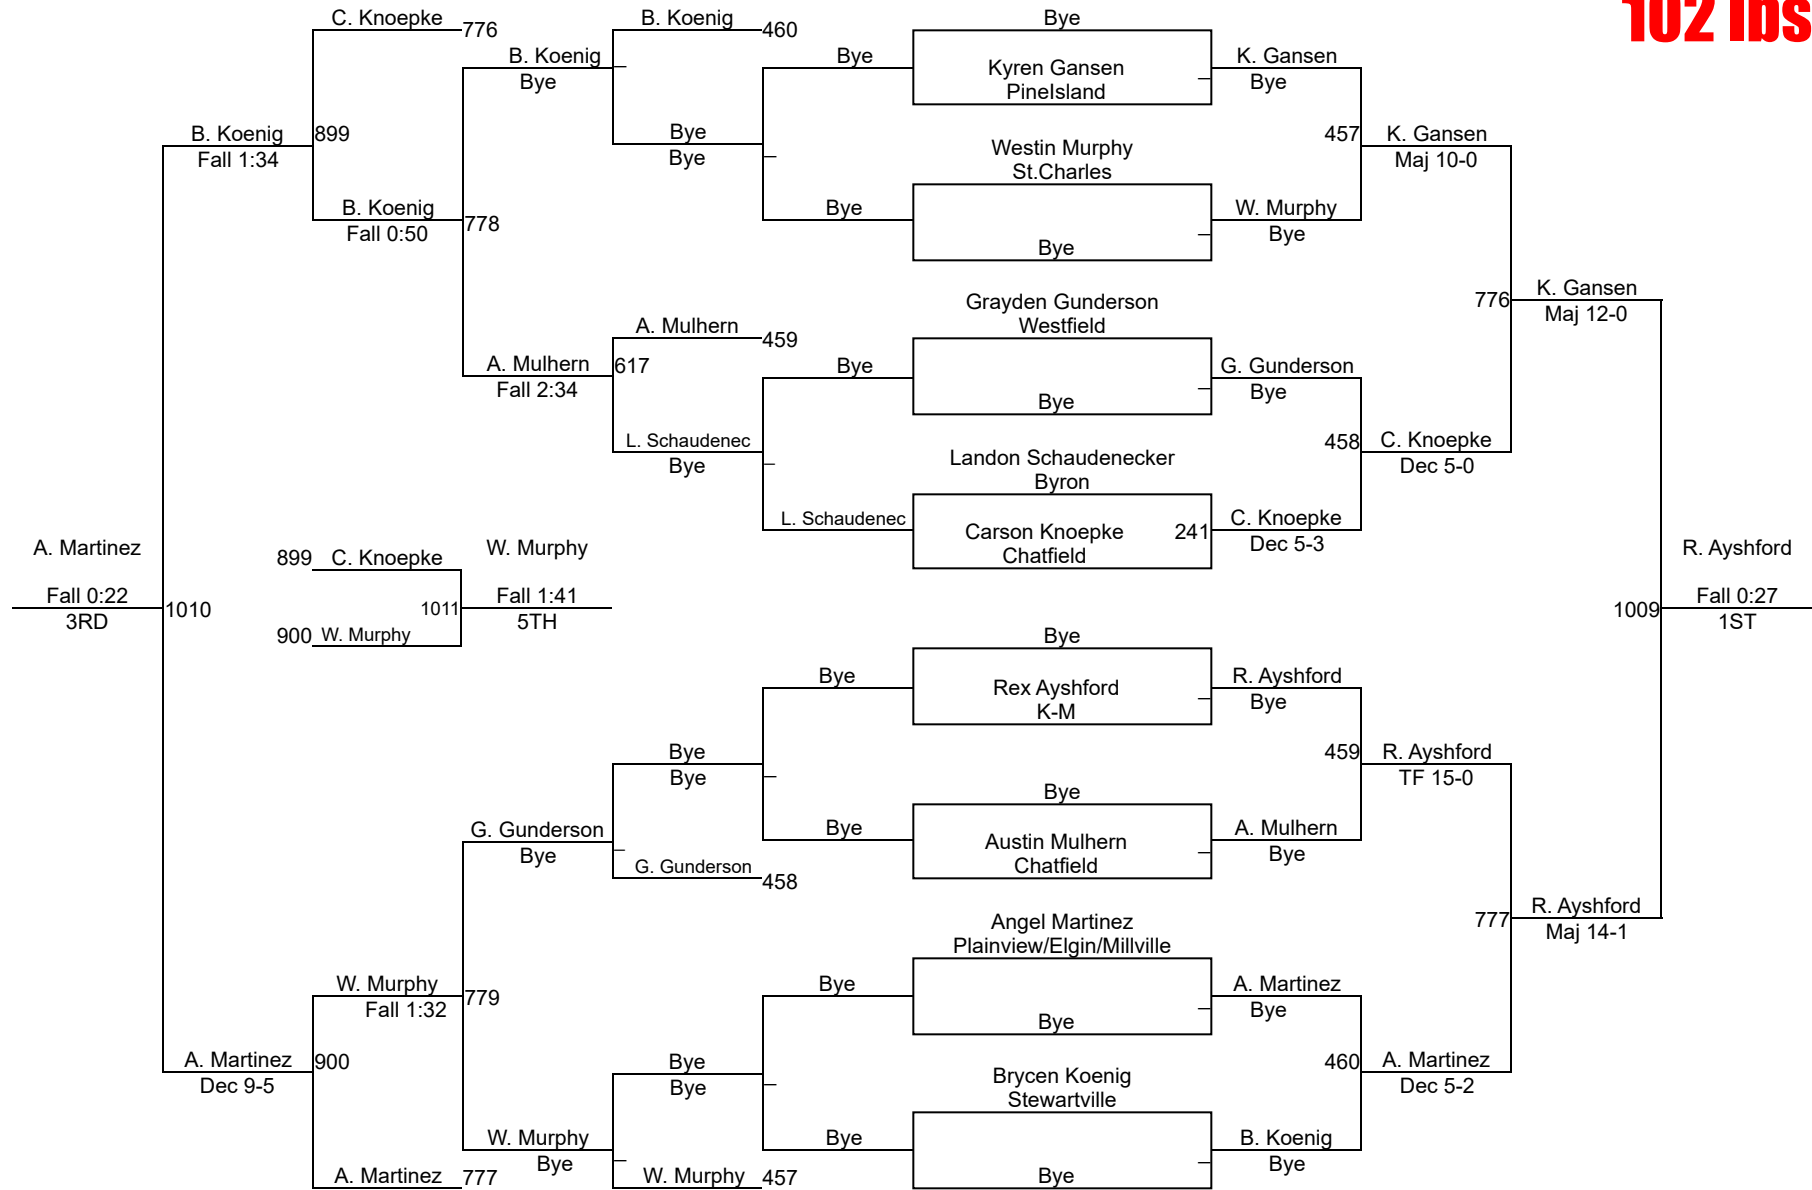 102 lbs
C. Knoepke
776
B. Koenig
460
Bye
B. Koenig
Bye
Bye
Kyren Gansen
PineIsland
K. Gansen
Bye
B. Koenig
899
Fall 1:34
Bye
Bye
Westin Murphy
St.Charles
457
K. Gansen
Maj 10-0
B. Koenig
Fall 0:50
778
Bye
Bye
W. Murphy
Bye
Grayden Gunderson
Westfield
776
K. Gansen
Maj 12-0
A. Mulhern
459
A. Mulhern
617
Fall 2:34
Bye
Bye
G. Gunderson
Bye
L. Schaudenec
Bye
Landon Schaudenecker
Byron
458
C. Knoepke
Dec 5-0
L. Schaudenec
Carson Knoepke
Chatfield
241
C. Knoepke
Dec 5-3
A. Martinez
Fall 0:22
3RD
1010
899
C. Knoepke
900
W. Murphy
1011
W. Murphy
Fall 1:41
5TH
R. Ayshford
1009
Fall 0:27
1ST
Bye
Bye
Rex Ayshford
K-M
R. Ayshford
Bye
Bye
Bye
459
R. Ayshford
TF 15-0
Bye
G. Gunderson
Bye
Bye
Austin Mulhern
Chatfield
A. Mulhern
Bye
G. Gunderson
458
Angel Martinez
Plainview/Elgin/Millville
777
R. Ayshford
Maj 14-1
W. Murphy
Fall 1:32
779
Bye
Bye
A. Martinez
Bye
A. Martinez
900
Dec 9-5
Bye
Bye
Brycen Koenig
Stewartville
460
A. Martinez
Dec 5-2
W. Murphy
Bye
Bye
Bye
B. Koenig
Bye
A. Martinez
777
W. Murphy
457